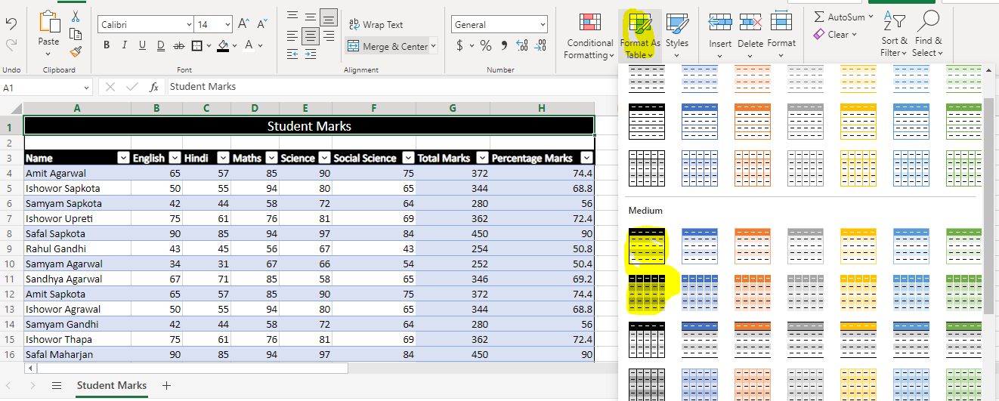 Calibri 14 A A Wrap Text General AutoSum
Paste Conditional Format As Styles Insert Delete Format Clear Sort & Find &
B I U D ab A Merge & Center $ % Formatting Table Filter Select
Undo Clipboard Font Alignment Number
A1 fx Student Marks
A B C D E F G H
1 Student Marks
2
3 Name English Hindi Maths Science Social Science Total Marks Percentage Marks
4 Amit Agarwal 65 57 85 90 75 372 74.4
5 Ishowor Sapkota 50 55 94 80 65 344 68.8
6 Samyam Sapkota 42 44 58 72 64 280 56
7 Ishowor Upreti 75 61 76 81 69 362 72.4
8 Safal Sapkota 90 85 94 97 84 450 90
9 Rahul Gandhi 43 45 56 67 43 254 50.8
10 Samyam Agarwal 34 31 67 66 54 252 50.4
11 Sandhya Agarwal 67 71 85 58 65 346 69.2
12 Amit Sapkota 65 57 85 90 75 372 74.4
13 Ishowor Agrawal 50 55 94 80 65 344 68.8
14 Samyam Gandhi 42 44 58 72 64 280 56
15 Ishowor Thapa 75 61 76 81 69 362 72.4
16 Safal Maharjan 90 85 94 97 84 450 90
Medium
Student Marks